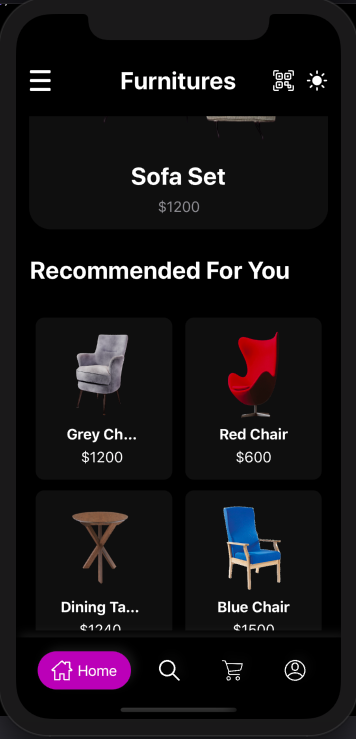 Furnitures
Sofa Set
$1200
Recommended For You
Grey Ch...
Red Chair
$1200
$600
Dining Ta...
Blue Chair
$1240
$1500
Home